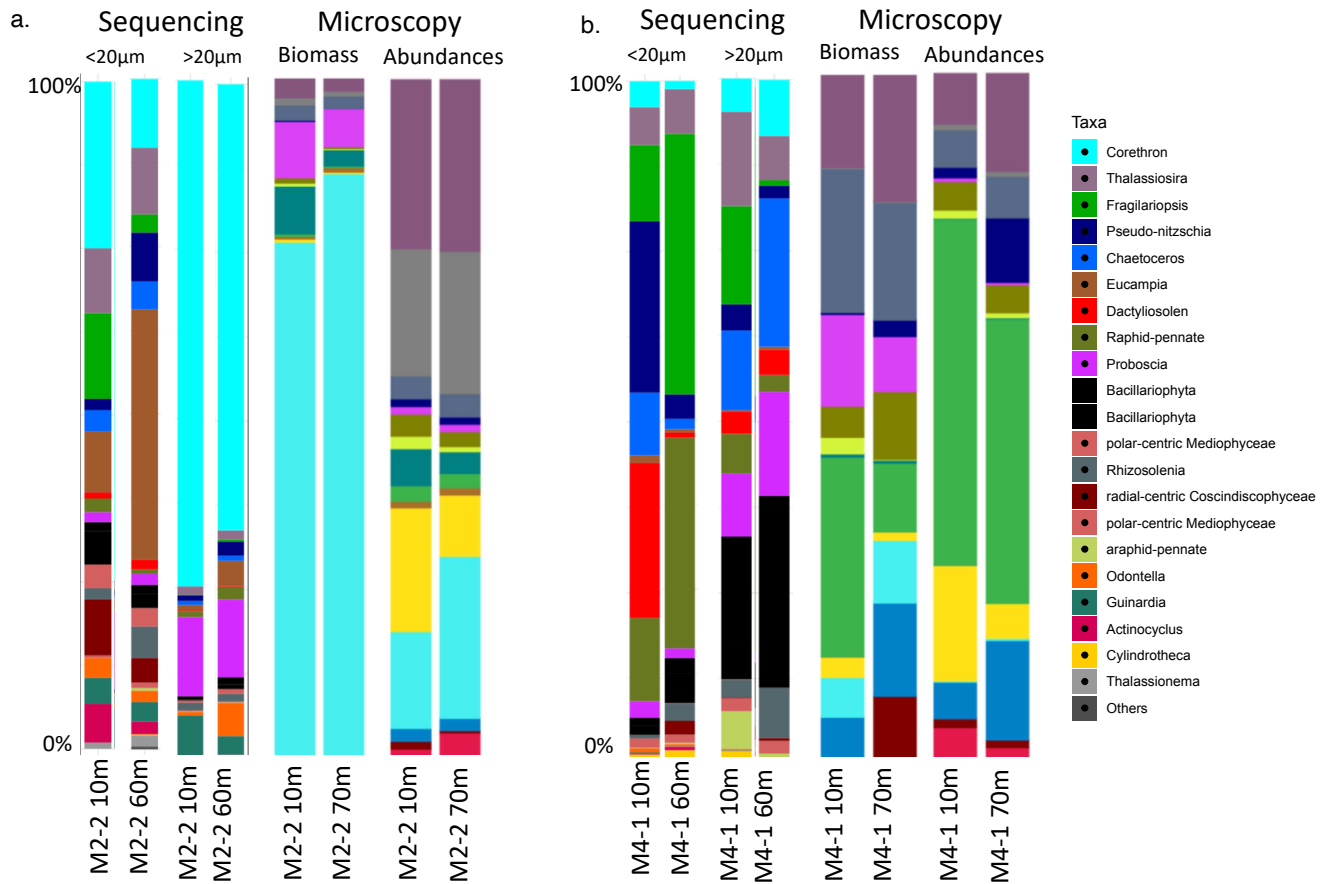 a.
Sequencing
Microscopy
<20µm
>20µm
Biomass
Abundances
100%
0%
M2-2 10m
M2-2 60m
M2-2 10m
M2-2 60m
M2-2 10m
M2-2 70m
M2-2 10m
M2-2 70m
b.
Sequencing
Microscopy
<20µm
>20µm
Biomass
Abundances
100%
0%
M4-1 10m
M4-1 60m
M4-1 10m
M4-1 60m
M4-1 10m
M4-1 70m
M4-1 10m
M4-1 70m
Taxa
Corethron
Thalassiosira
Fragilariopsis
Pseudo-nitzschia
Chaetoceros
Eucampia
Dactyliosolen
Raphid-pennate
Proboscia
Bacillariophyta
Bacillariophyta
polar-centric Mediophyceae
Rhizosolenia
radial-centric Coscindiscophyceae
polar-centric Mediophyceae
araphid-pennate
Odontella
Guinardia
Actinocyclus
Cylindrotheca
Thalassionema
Others